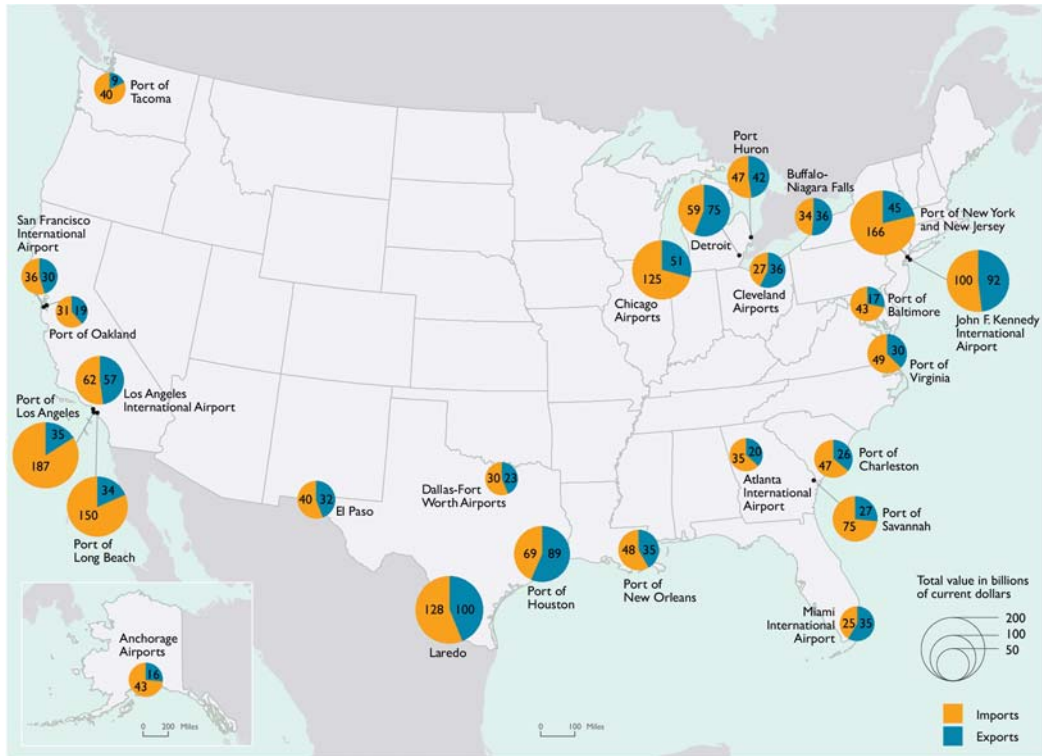 9
40
Port of
Tacoma
Port
Huron
47 42
Buffalo-
Niagara Falls
34 36
59 75
Detroit
45
166
Port of New York
and New Jersey
San Francisco
International
Airport
36 30
31 19
Port of Oakland
51
125
Chicago
Airports
27 36
Cleveland
Airports
17
43
Port of
Baltimore
100 92
John F. Kennedy
International
Airport
30
49
Port of
Virginia
62 57
Los Angeles
International Airport
Port of
Los Angeles
35
187
34
150
Port of
Long Beach
40 32
El Paso
30 23
Dallas-Fort
Worth Airports
20
35
Atlanta
International
Airport
26
47
Port of
Charleston
27
75
Port of
Savannah
69 89
Port of
Houston
48 35
Port of
New Orleans
128 100
Laredo
Miami
International
Airport
25 35
Anchorage
Airports
16
43
0 200 Miles
0 100 Miles
Total value in billions
of current dollars
200
100
50
Imports
Exports